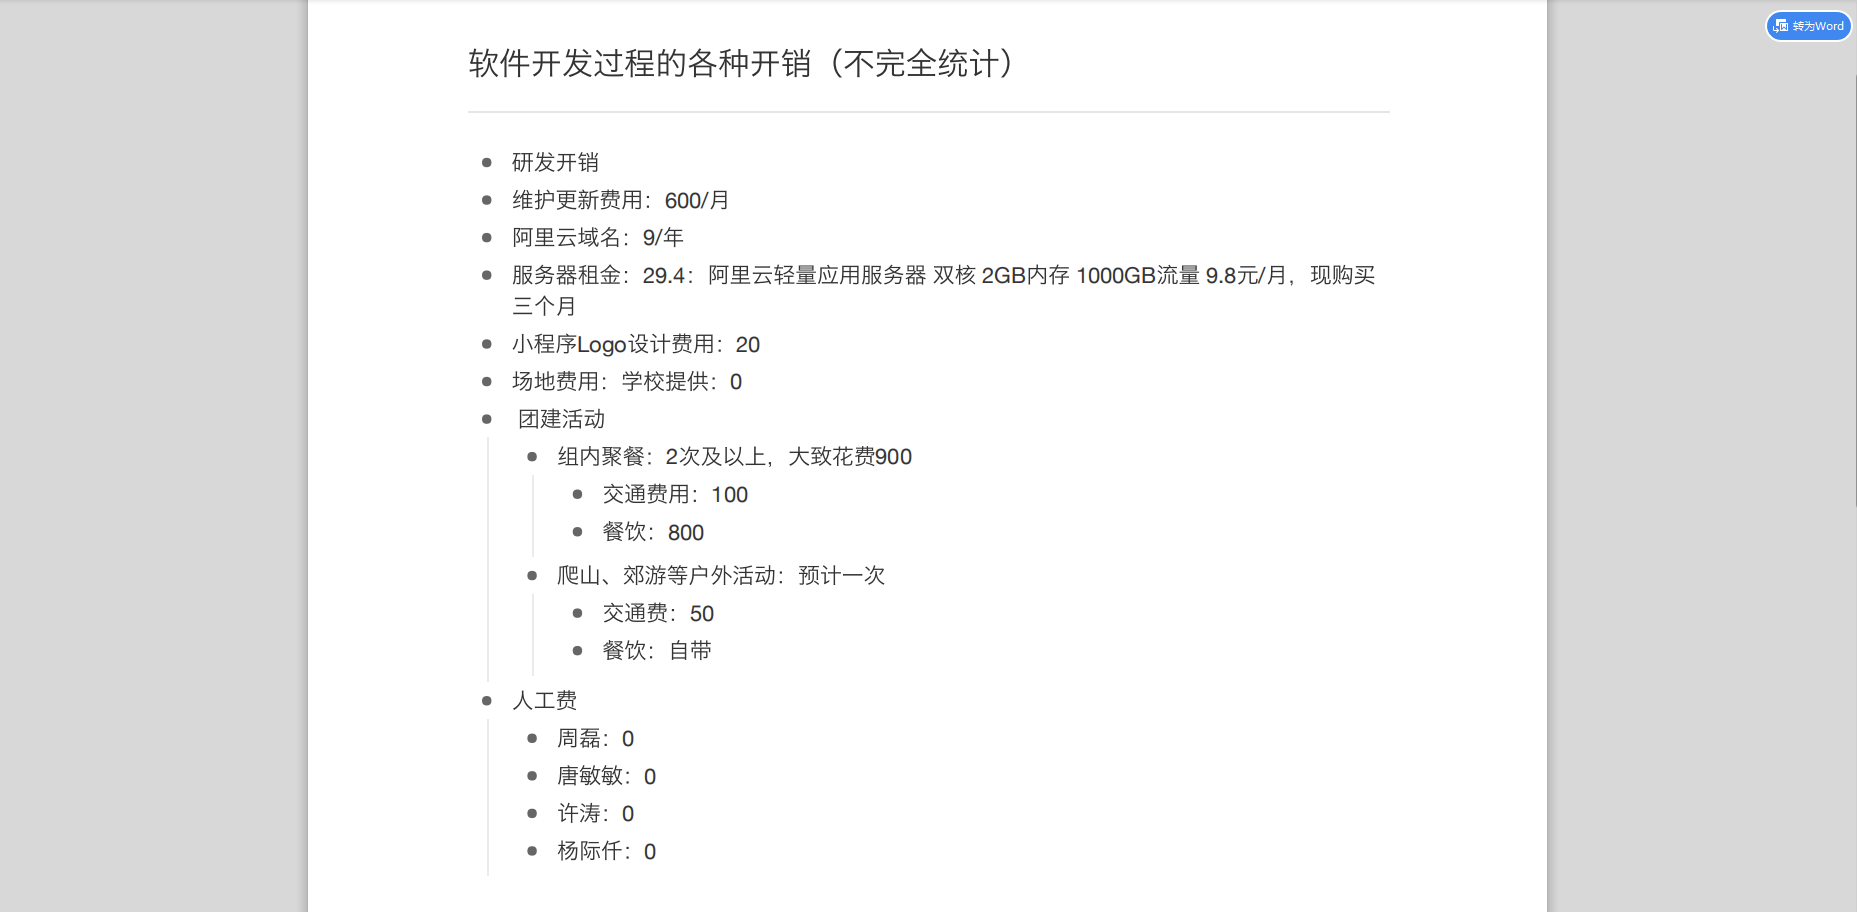 转为Word
软件开发过程的各种开销（不完全统计）
研发开销
维护更新费用：600/月
阿里云域名：9/年
服务器租金：29.4：阿里云轻量应用服务器 双核 2GB内存 1000GB流量 9.8元/月，现购买
三个月
小程序Logo设计费用：20
场地费用：学校提供：0
团建活动
组内聚餐：2次及以上，大致花费900
交通费用：100
餐饮：800
爬山、郊游等户外活动：预计一次
交通费：50
餐饮：自带
人工费
周磊：0
唐敏敏：0
许涛：0
杨际仟：0